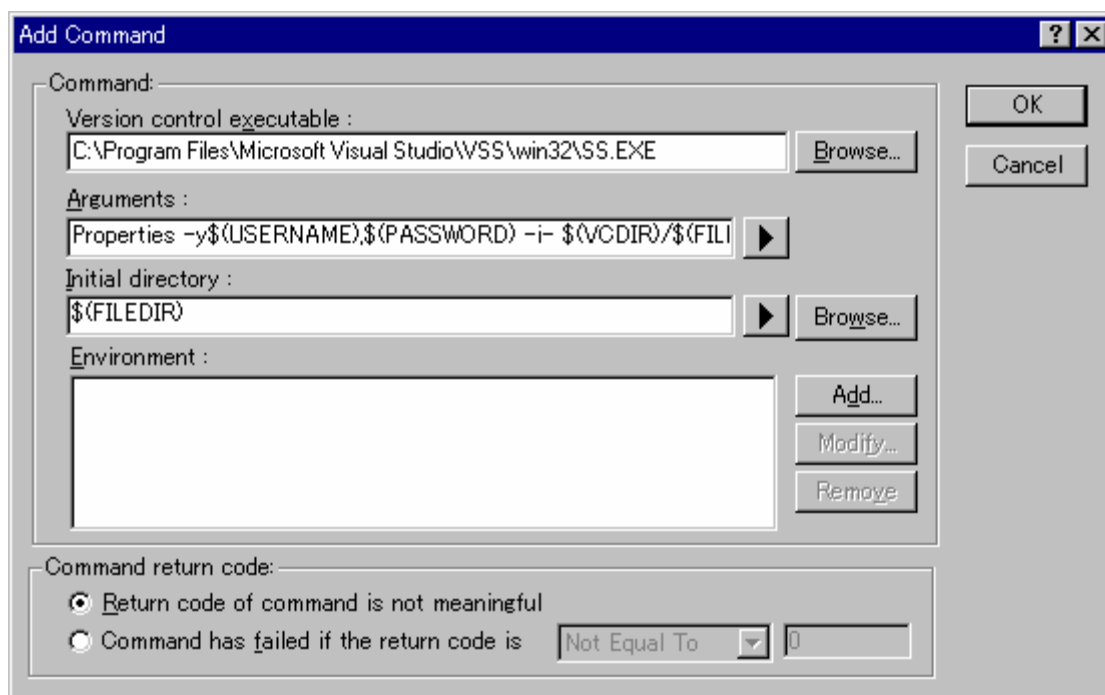 Add Command
Command:
Version control executable :
C:\Program Files\Microsoft Visual Studio\VSS\win32\SS.EXE
Browse...
Arguments :
Properties -y$(USERNAME),$(PASSWORD) -i- $(VCDIR)/$(FILE
Initial directory :
$(FILEDIR)
Browse...
Environment :
Add...
Modify...
Remove
Command return code:
Return code of command is not meaningful
Command has failed if the return code is Not Equal To 0
OK
Cancel